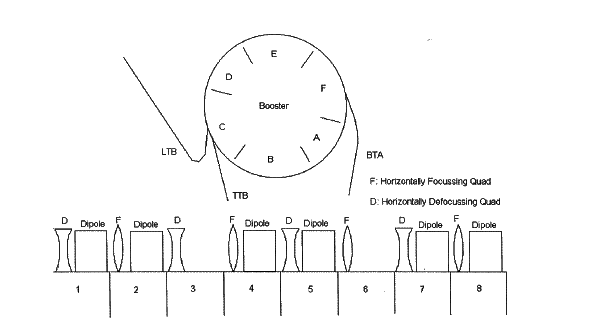 E
D
F
Booster
C
A
B
LTB
BTA
TTB
F: Horizontally Focussing Quad
D: Horizontally Defocussing Quad
D Dipole F Dipole D F Dipole D Dipole F D Dipole F Dipole
1 2 3 4 5 6 7 8